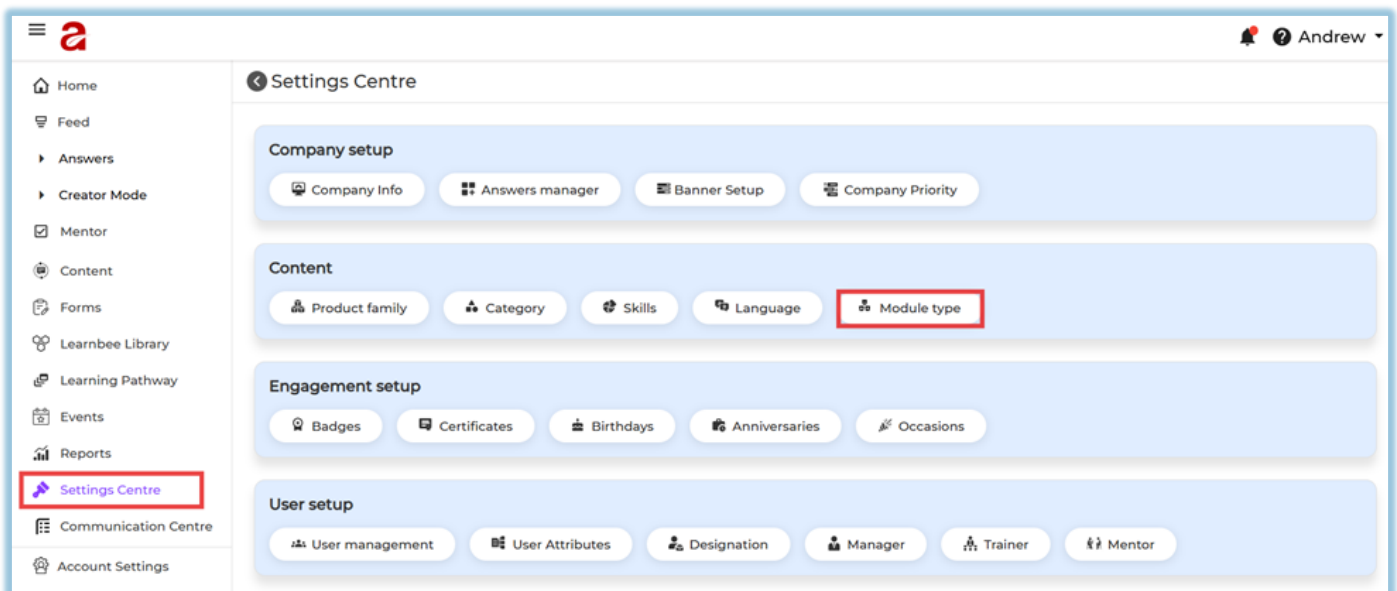 a
Andrew
Home
Feed
Answers
Creator Mode
Mentor
Content
Forms
Learnbee Library
Learning Pathway
Events
Reports
Settings Centre
Communication Centre
Account Settings
Settings Centre
Company setup
Company Info Answers manager Banner Setup Company Priority
Content
Product family Category Skills Language Module type
Engagement setup
Badges Certificates Birthdays Anniversaries Occasions
User setup
User management User Attributes Designation Manager Trainer Mentor